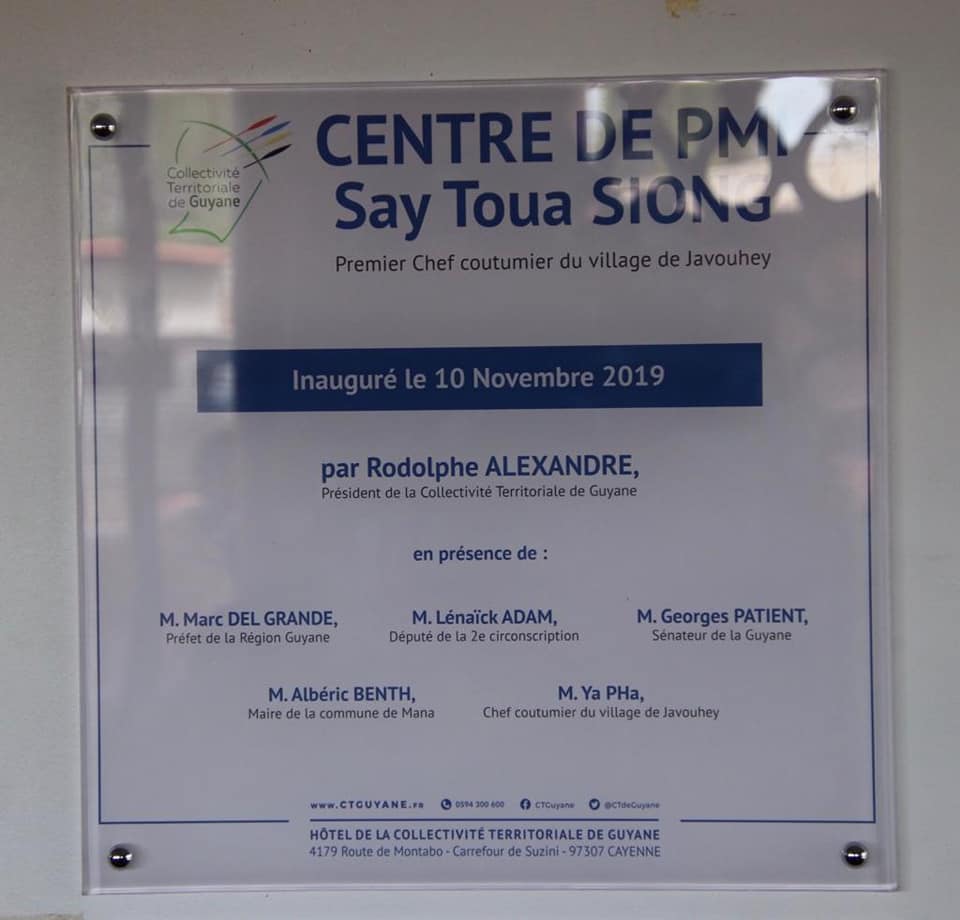 Collectivité
Territoriale
de Guyane
CENTRE DE PMI
Say Toua SIONG
Premier Chef coutumier du village de Javouhey
Inauguré le 10 Novembre 2019
par Rodolphe ALEXANDRE,
Président de la Collectivité Territoriale de Guyane
en présence de :
M. Marc DEL GRANDE,
Préfet de la Région Guyane
M. Lénaïck ADAM,
Député de la 2e circonscription
M. Georges PATIENT,
Sénateur de la Guyane
M. Albéric BENTH,
Maire de la commune de Mana
M. Ya PHa,
Chef coutumier du village de Javouhey
WWW.CTGUYANE.FR 0594 300 600 CTGuyane @CTdeGuyane
HÔTEL DE LA COLLECTIVITÉ TERRITORIALE DE GUYANE
4179 Route de Montabo - Carrefour de Suzini - 97307 CAYENNE